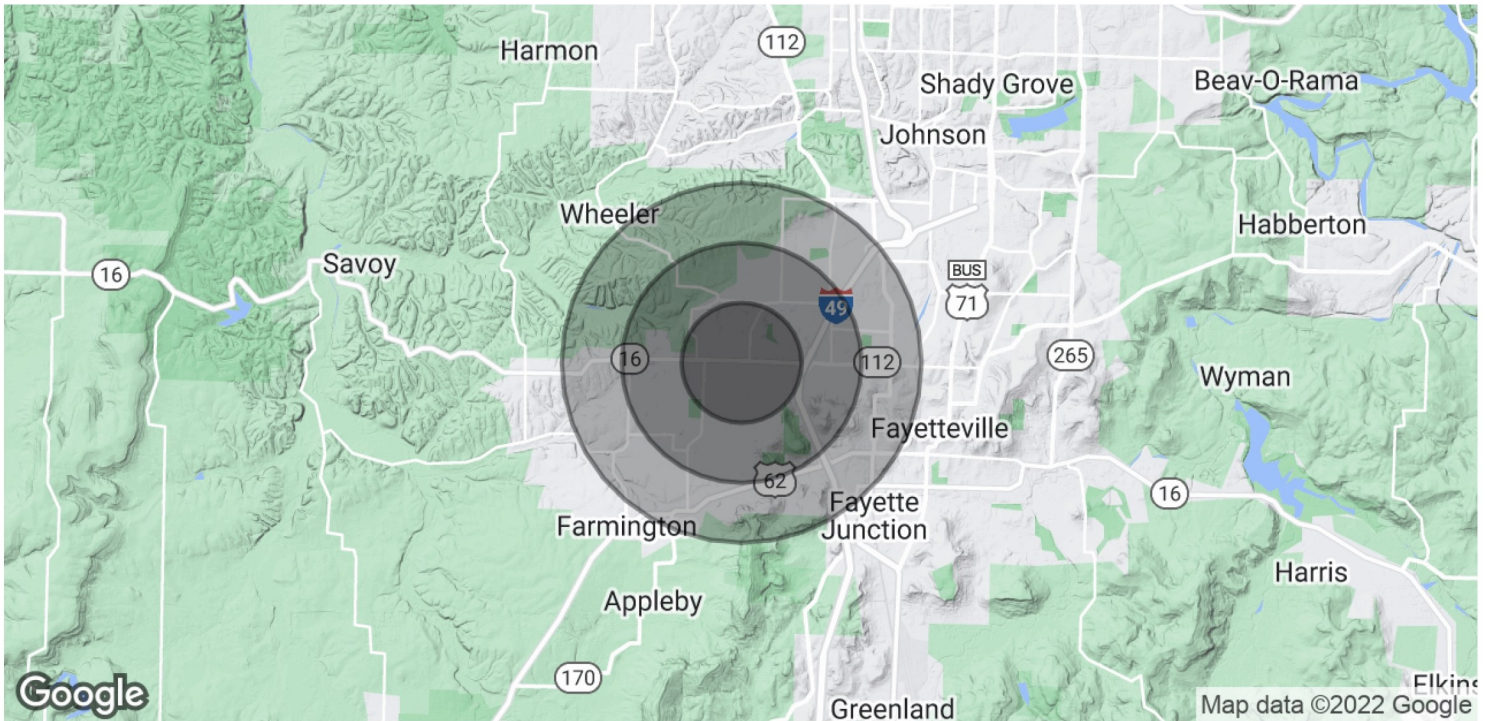 Harmon
112
Shady Grove
Beav-O-Rama
Johnson
Wheeler
Habberton
Savoy
16
BUS
71
49
16
112
265
Wyman
Fayetteville
62
16
Fayette
Junction
Farmington
Harris
Appleby
170
Elkins
Google
Greenland
Map data ©2022 Google